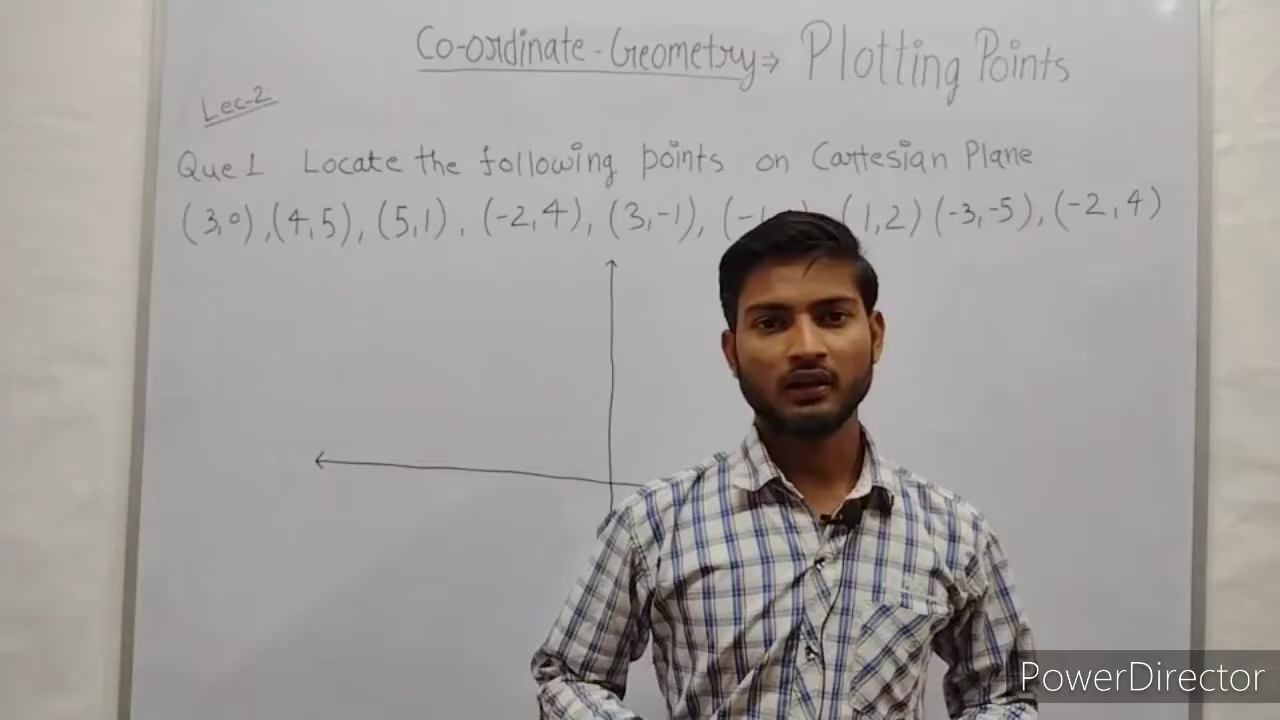 Co-ordinate-Geometry ⇒ Plotting Points
Lec-2
Que 1 Locate the following points on Cartesian Plane
(3,0), (4,5), (5,1), (-2,4), (3,-1), (-1, (1,2) (-3,-5), (-2,4)
PowerDirector